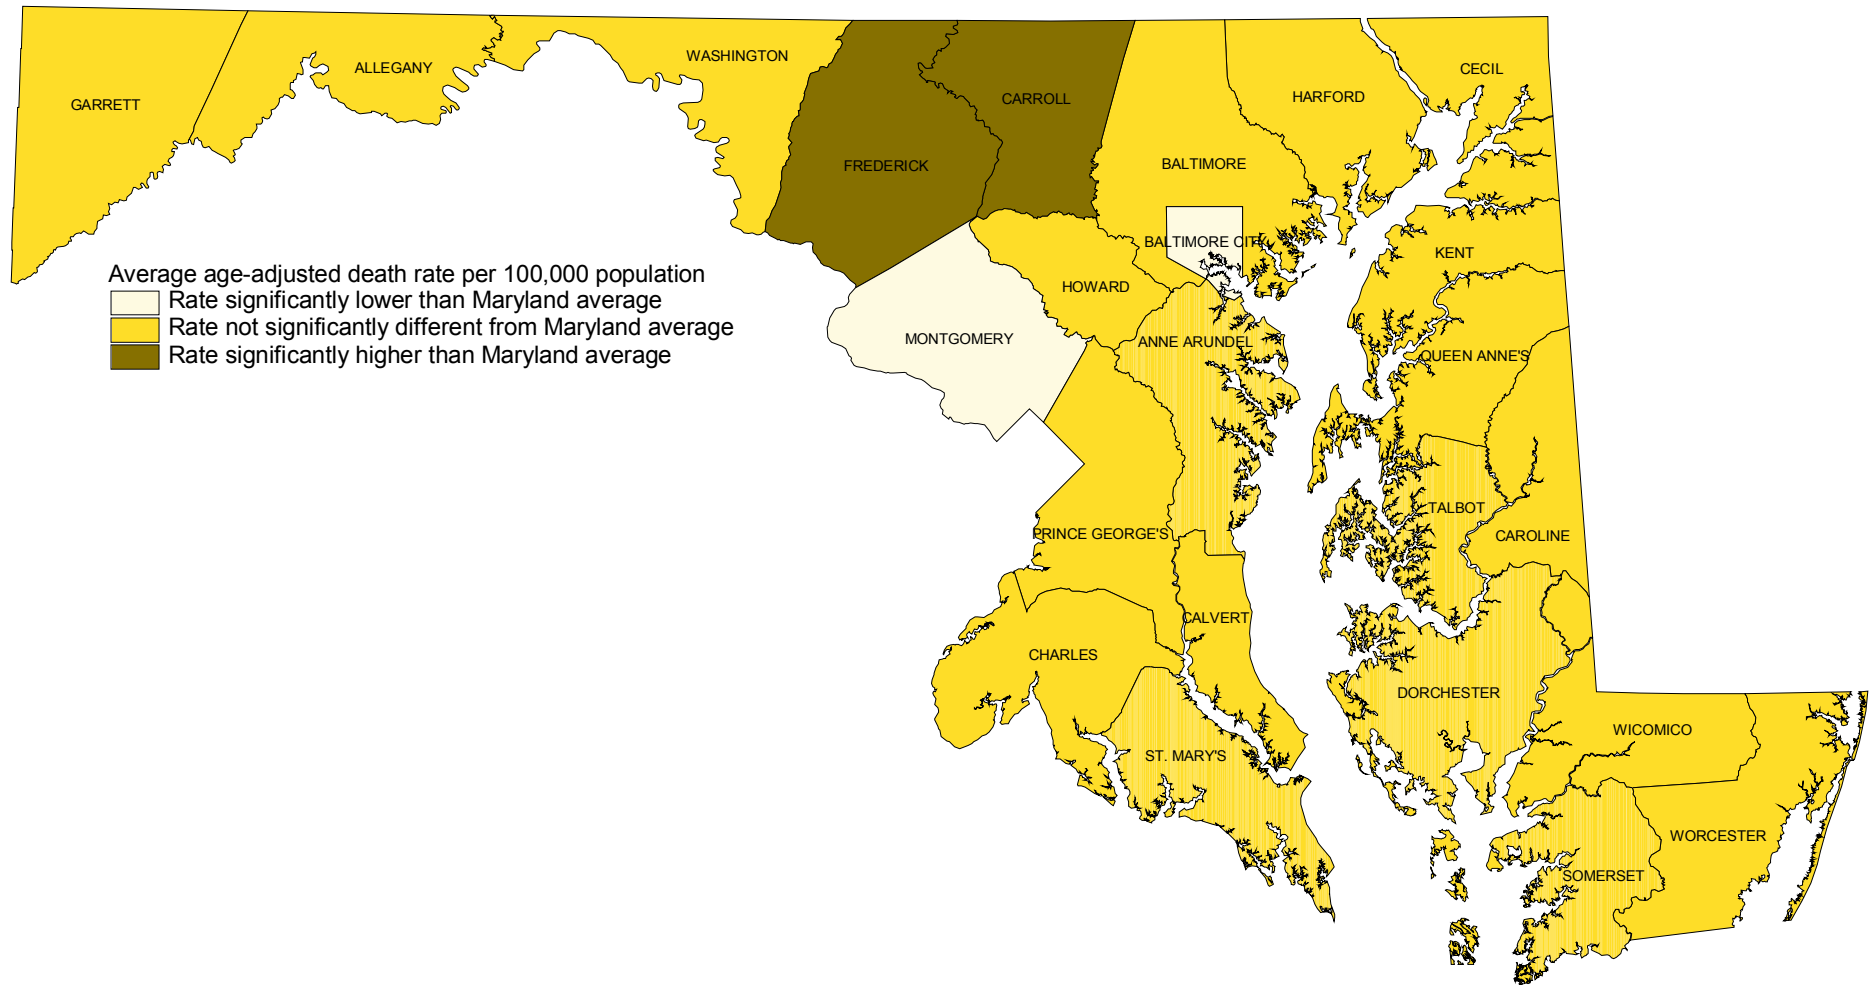 WASHINGTON
ALLEGANY
CECIL
GARRETT
CARROLL
HARFORD
FREDERICK
BALTIMORE
BALTIMORE CITY
KENT
Average age-adjusted death rate per 100,000 population
Rate significantly lower than Maryland average
Rate not significantly different from Maryland average
Rate significantly higher than Maryland average
HOWARD
MONTGOMERY
ANNE ARUNDEL
QUEEN ANNE'S
TALBOT
PRINCE GEORGE'S
CAROLINE
CALVERT
CHARLES
DORCHESTER
WICOMICO
ST. MARY'S
WORCESTER
SOMERSET